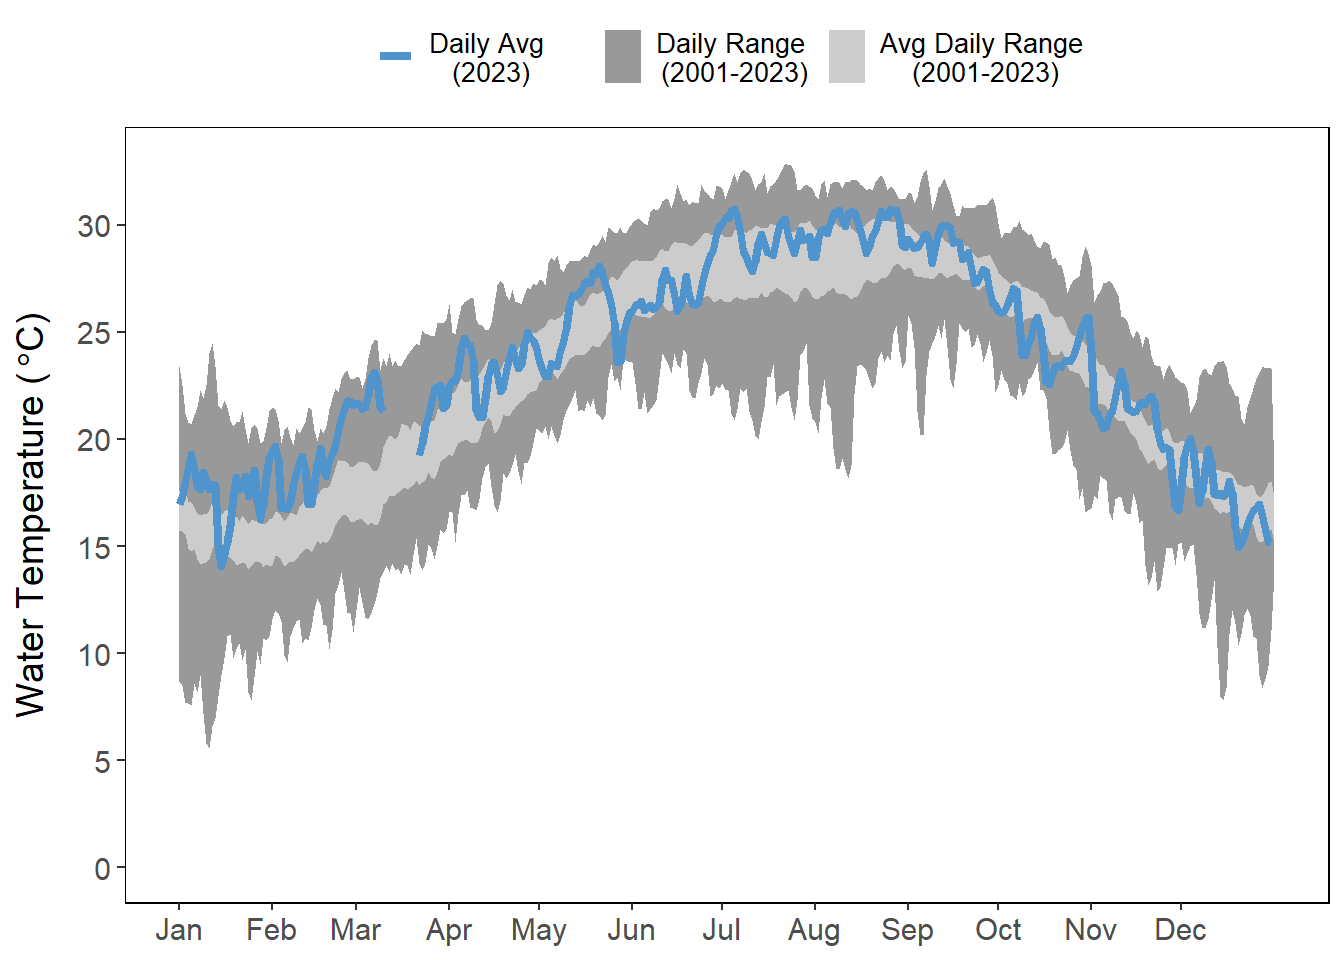 Daily Avg
(2023)
Daily Range
(2001-2023)
Avg Daily Range
(2001-2023)
Water Temperature (°C)
30
25
20
15
10
5
0
Jan Feb Mar Apr May Jun Jul Aug Sep Oct Nov Dec